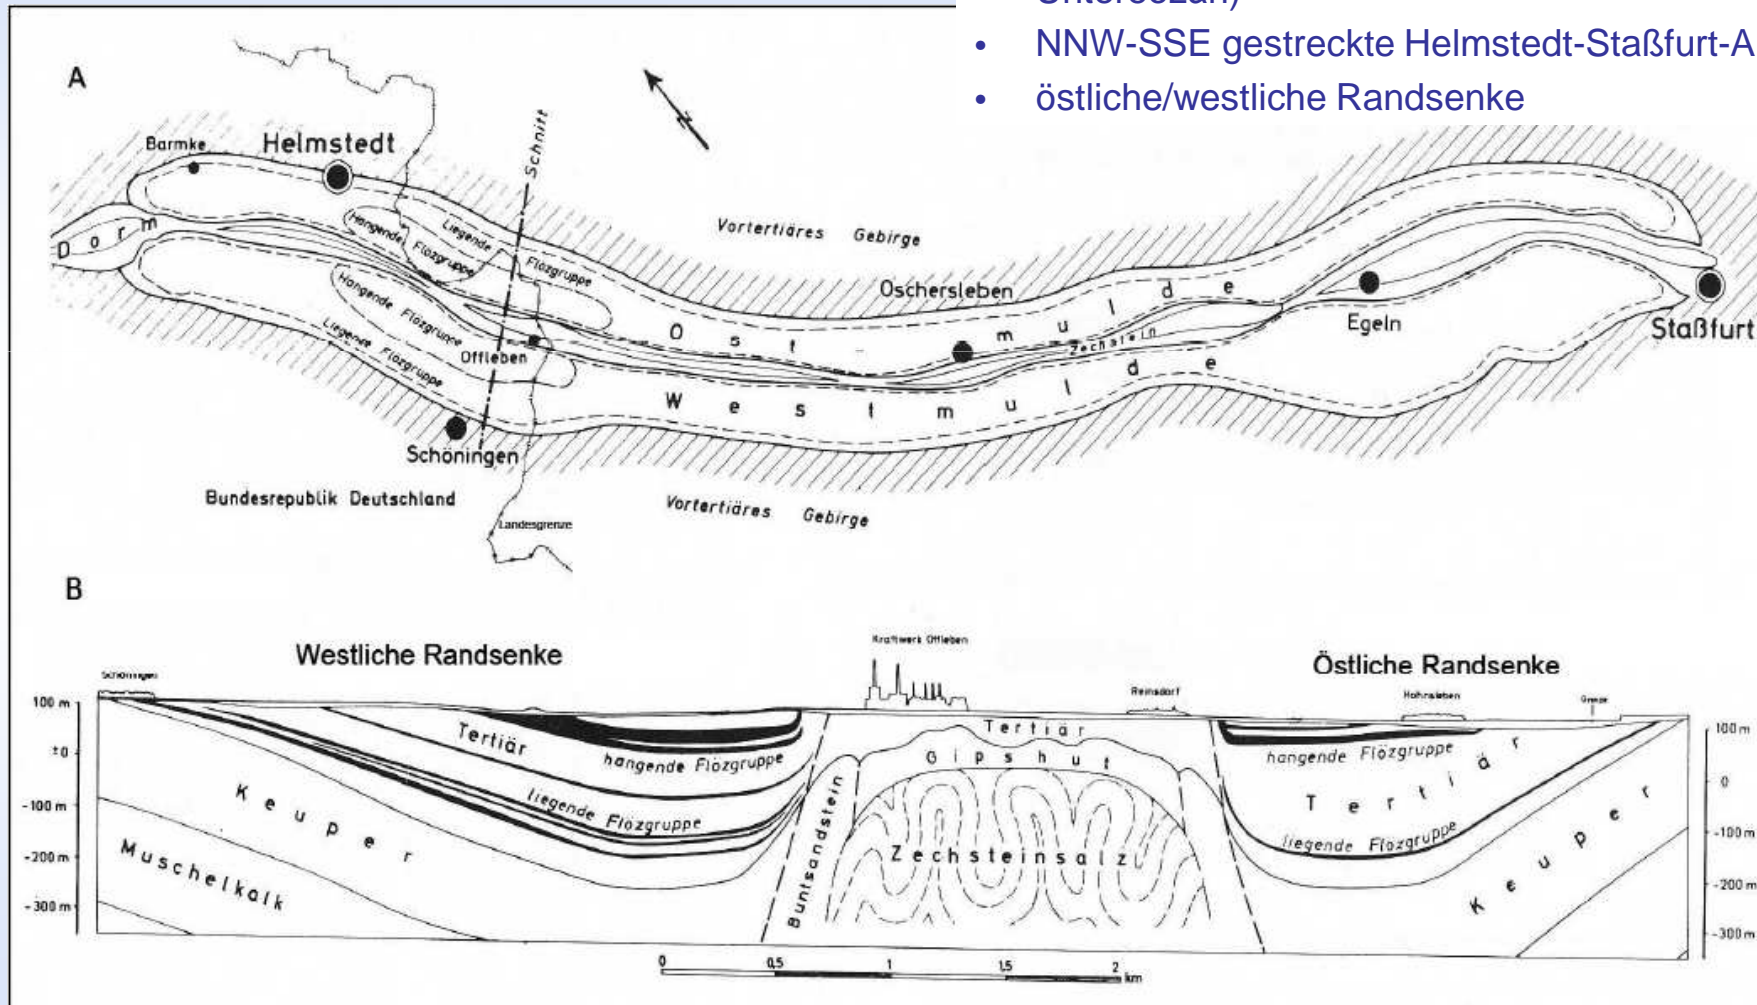 • NNW-SSE gestreckte Helmstedt-Staßfurt-A
• östliche/westliche Randsenke
A
N
Schnitt
Barmke
Helmstedt
Dorm
Vortertiäres Gebirge
Hangende Flözgruppe
Liegende Flözgruppe
Hangende Flözgruppe
Liegende Flözgruppe
Offleben
Schöningen
Oschersleben
Ostmulde
Zechstein
Westmulde
Egeln
Staßfurt
Bundesrepublik Deutschland
Landesgrenze
Vortertiäres Gebirge
B
Westliche Randsenke
Kraftwerk Offleben
Östliche Randsenke
Schöningen
Reinsdorf
Hohnsleben
Grenze
100 m
±0
-100 m
-200 m
-300 m
Tertiär
hangende Flözgruppe
liegende Flözgruppe
Keuper
Muschelkalk
Buntsandstein
Tertiär
Gipshut
Zechsteinsalz
hangende Flözgruppe
Tertiär
liegende Flözgruppe
Keuper
100 m
0
-100 m
-200 m
-300 m
0 0,5 1 1,5 2 km